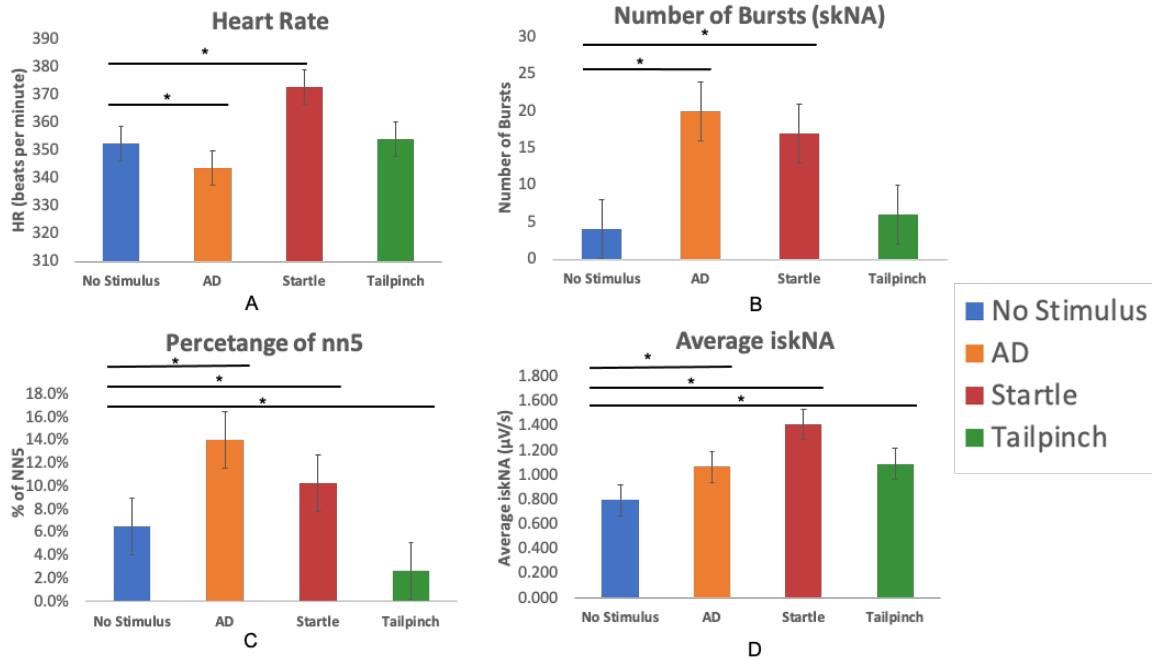 Heart Rate
HR (beats per minute)
390
380
370
360
350
340
330
320
310
*
*
No Stimulus AD Startle Tailpinch
A
Number of Bursts (skNA)
Number of Bursts
30
25
20
15
10
5
0
*
*
No Stimulus AD Startle Tailpinch
B
Percetange of nn5
% of NN5
18.0%
16.0%
14.0%
12.0%
10.0%
8.0%
6.0%
4.0%
2.0%
0.0%
*
*
*
No Stimulus AD Startle Tailpinch
C
Average iskNA
Average iskNA (µV/s)
1.800
1.600
1.400
1.200
1.000
0.800
0.600
0.400
0.200
0.000
*
*
*
No Stimulus AD Startle Tailpinch
D
No Stimulus
AD
Startle
Tailpinch